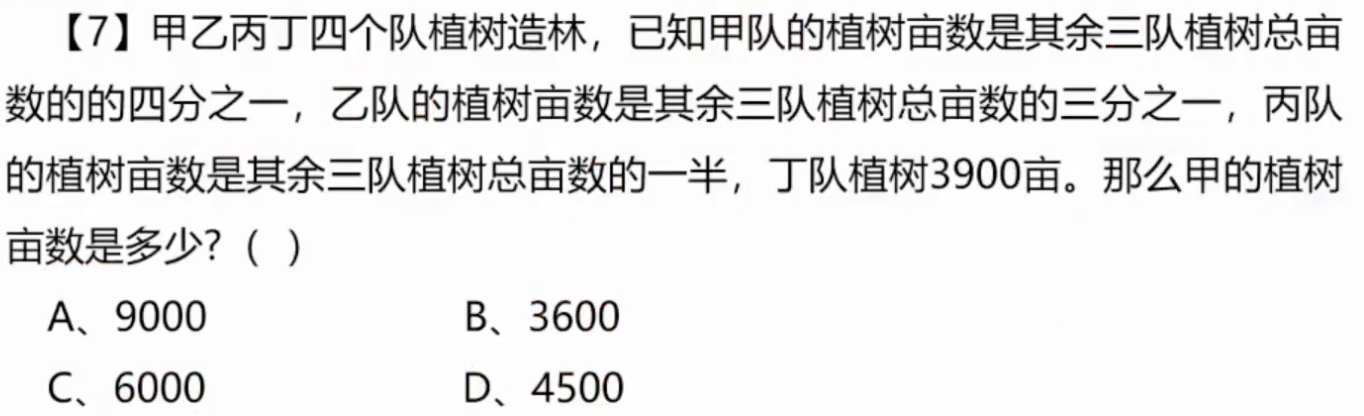 【7】甲乙丙丁四个队植树造林，已知甲队的植树亩数是其余三队植树总亩
数的的四分之一，乙队的植树亩数是其余三队植树总亩数的三分之一，丙队
的植树亩数是其余三队植树总亩数的一半，丁队植树3900亩。那么甲的植树
亩数是多少?（ ）
A、9000 B、3600
C、6000 D、4500